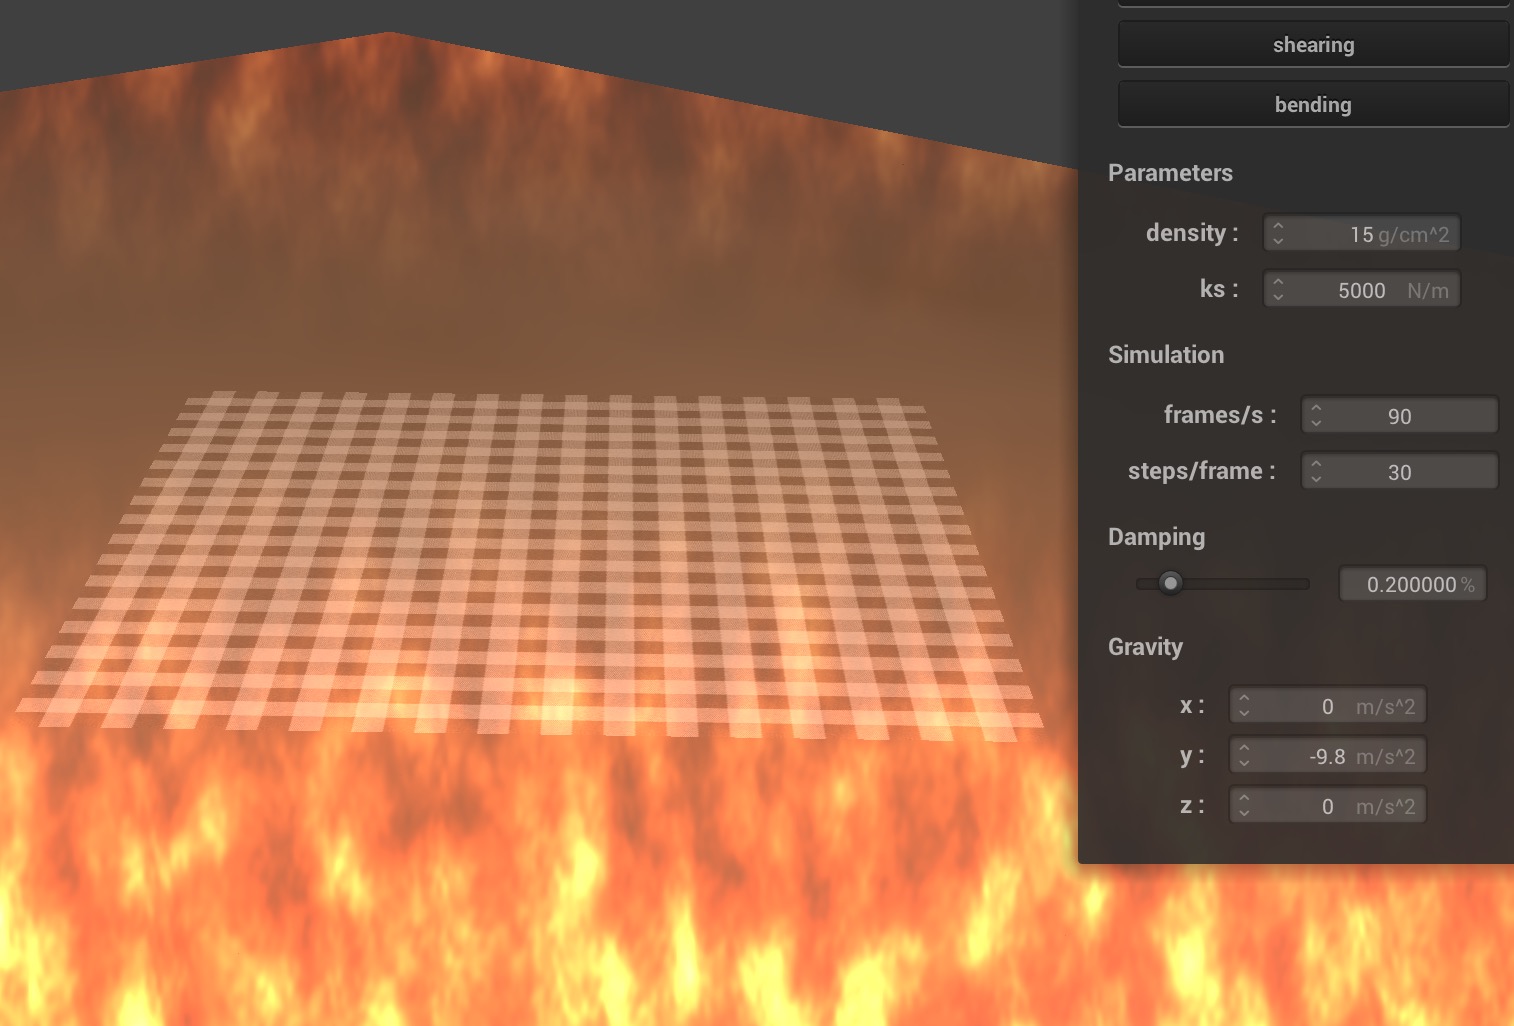 shearing
bending
Parameters
density : 15 g/cm^2
ks : 5000 N/m
Simulation
frames/s : 90
steps/frame : 30
Damping
0.200000 %
Gravity
x : 0 m/s^2
y : -9.8 m/s^2
z : 0 m/s^2